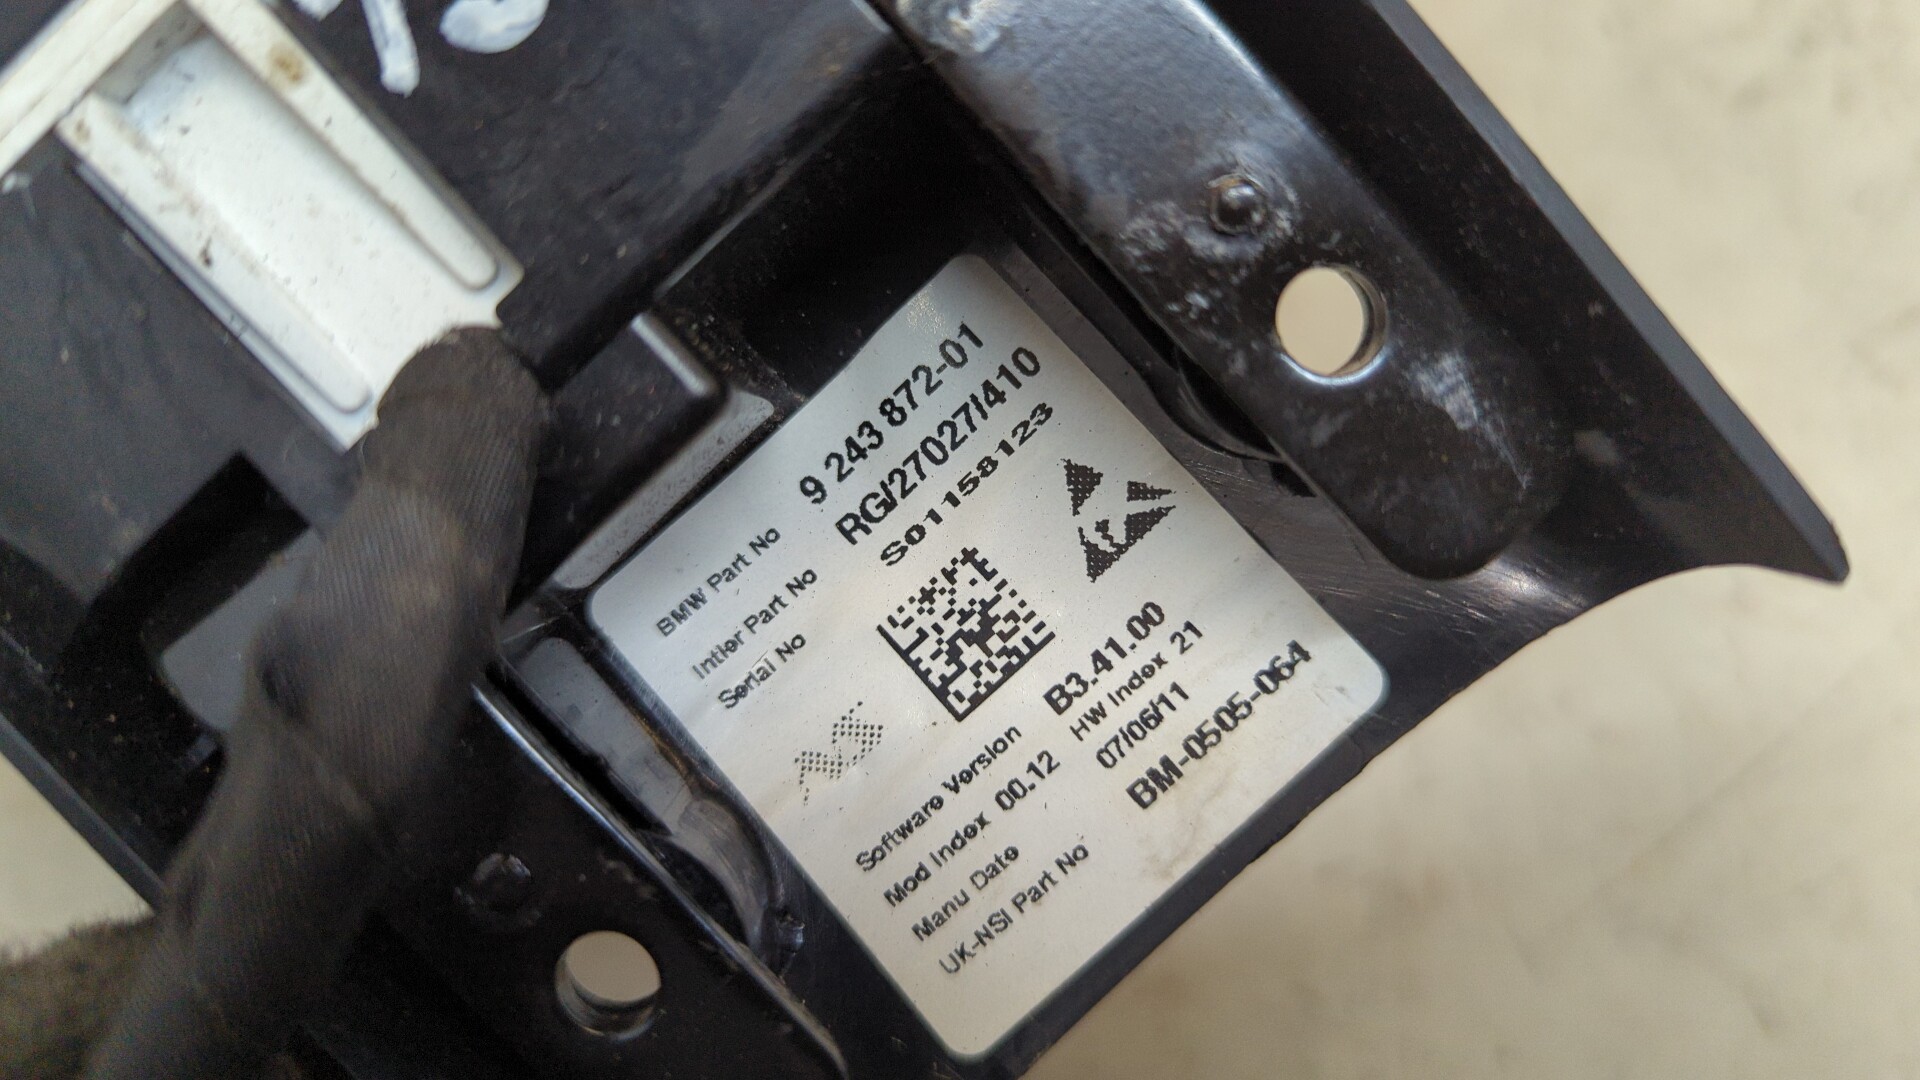 BMW Part No 9 243 872-01
Intier Part No RG/27027/410
Serial No S01158123
NS
Software Version B3.41.00
Mod Index 00.12 HW Index 21
Manu Date 07/06/11
UK-NSI Part No BM-0505-064